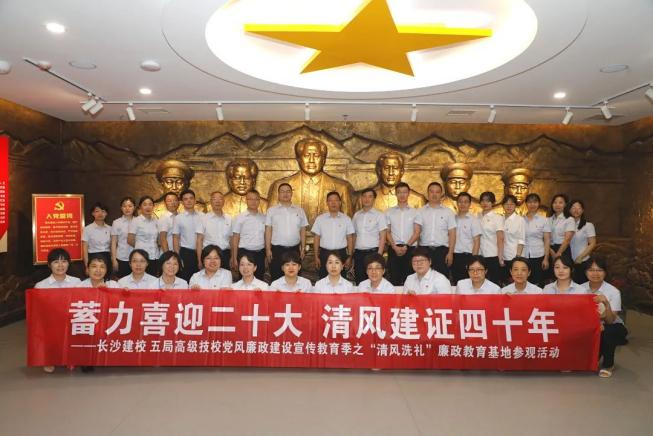 入党誓词
蓄力喜迎二十大 清风建证四十年
——长沙建校 五局高级技校党风廉政建设宣传教育季之“清风洗礼”廉政教育基地参观活动